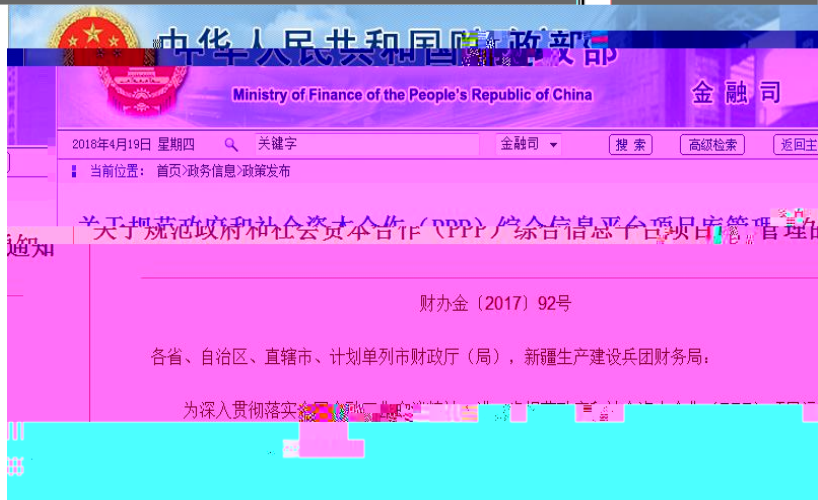 中华人民共和国财政部
Ministry of Finance of the People's Republic of China
金融司
2018年4月19日 星期四 关键字 金融司 搜 索 高级检索 返回主
当前位置： 首页>政务信息>政策发布
关于规范政府和社会资本合作（PPP）综合信息平台项目库管理的
通知
财办金〔2017〕92号
各省、自治区、直辖市、计划单列市财政厅（局），新疆生产建设兵团财务局：
为深入贯彻落实